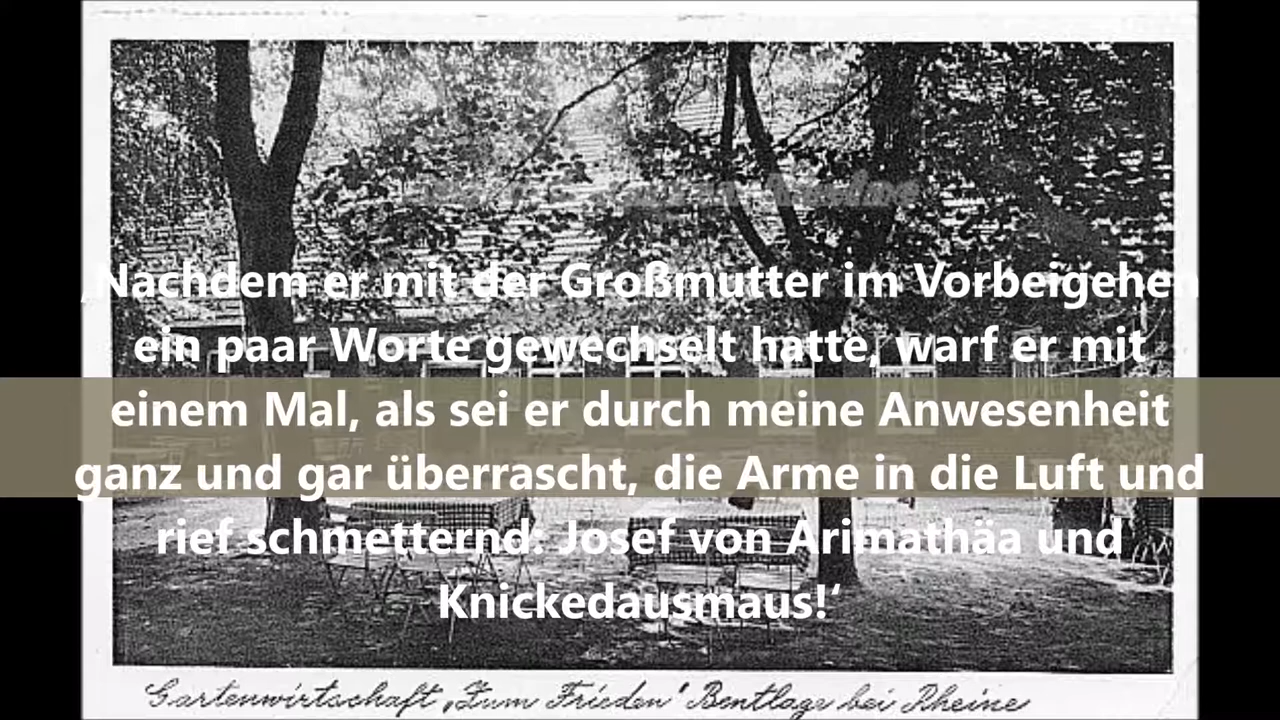 ‚Nachdem er mit der Großmutter im Vorbeigehen
ein paar Worte gewechselt hatte, warf er mit
einem Mal, als sei er durch meine Anwesenheit
ganz und gar überrascht, die Arme in die Luft und
rief schmetternd: Josef von Arimathäa und
Knickedausmaus!‘
Gartenwirtschaft „Zum Frieden" Bentlage bei Rheine